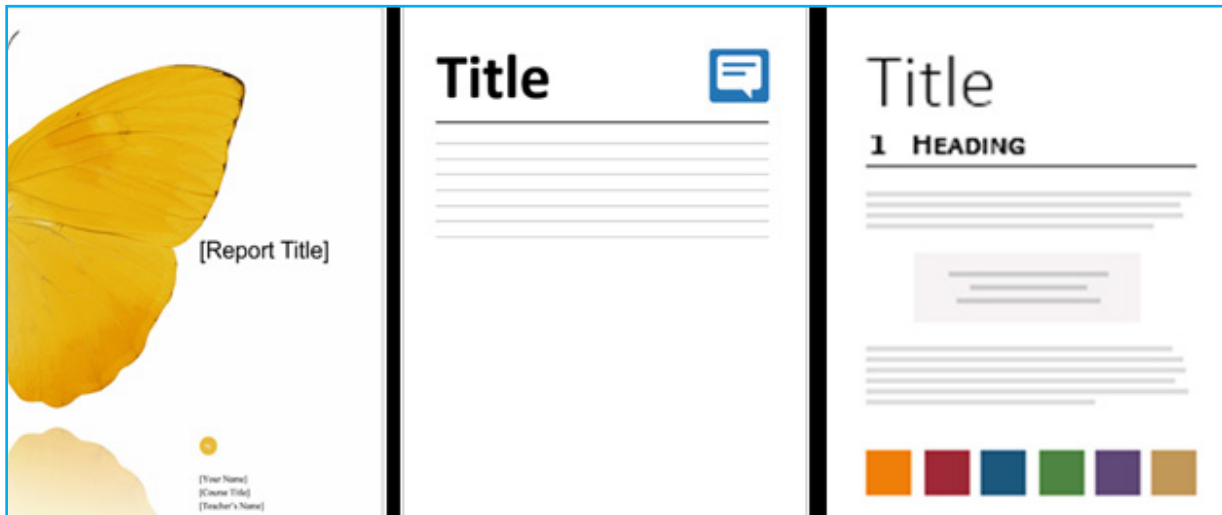 [Report Title]
[Your Name]
[Course Title]
[Teacher's Name]
Title
Title
1 HEADING